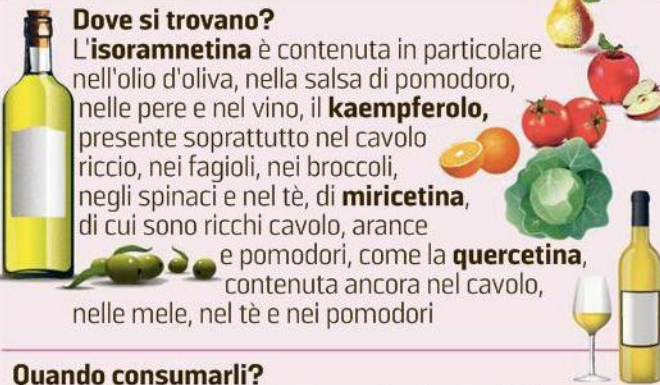 Dove si trovano?
L'isoramnetina è contenuta in particolare
nell'olio d'oliva, nella salsa di pomodoro,
nelle pere e nel vino, il kaempferolo,
presente soprattutto nel cavolo
riccio, nei fagioli, nei broccoli,
negli spinaci e nel tè, di miricetina,
di cui sono ricchi cavolo, arance
e pomodori, come la quercetina,
contenuta ancora nel cavolo,
nelle mele, nel tè e nei pomodori
Quando consumarli?